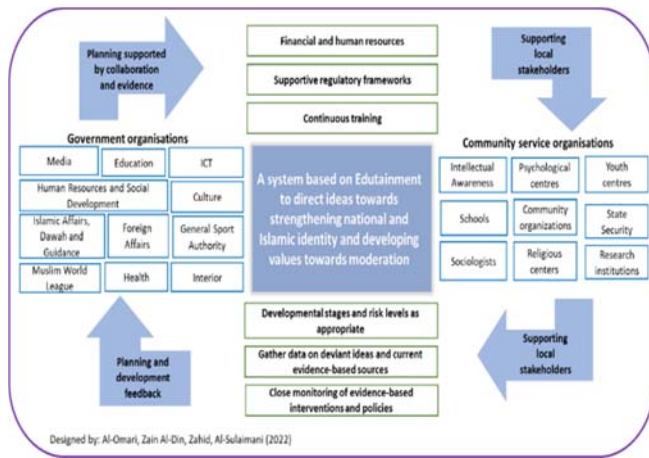 Planning supported
by collaboration
and evidence
Financial and human resources
Supportive regulatory frameworks
Continuous training
Supporting
local
stakeholders
Government organisations
Media
Education
ICT
Human Resources and Social
Development
Culture
Islamic Affairs,
Dawah and
Guidance
Foreign
Affairs
General Sport
Authority
Muslim World
League
Health
Interior
A system based on Edutainment
to direct ideas towards
strengthening national and
Islamic identity and developing
values towards moderation
Community service organisations
Intellectual
Awareness
Psychological
centres
Youth
centres
Schools
Community
organizations
State
Security
Sociologists
Religious
centers
Research
institutions
Planning and
development
feedback
Developmental stages and risk levels as
appropriate
Gather data on deviant ideas and current
evidence-based sources
Close monitoring of evidence-based
interventions and policies
Supporting
local
stakeholders
Designed by: Al-Omari, Zain Al-Din, Zahid, Al-Sulaimani (2022)